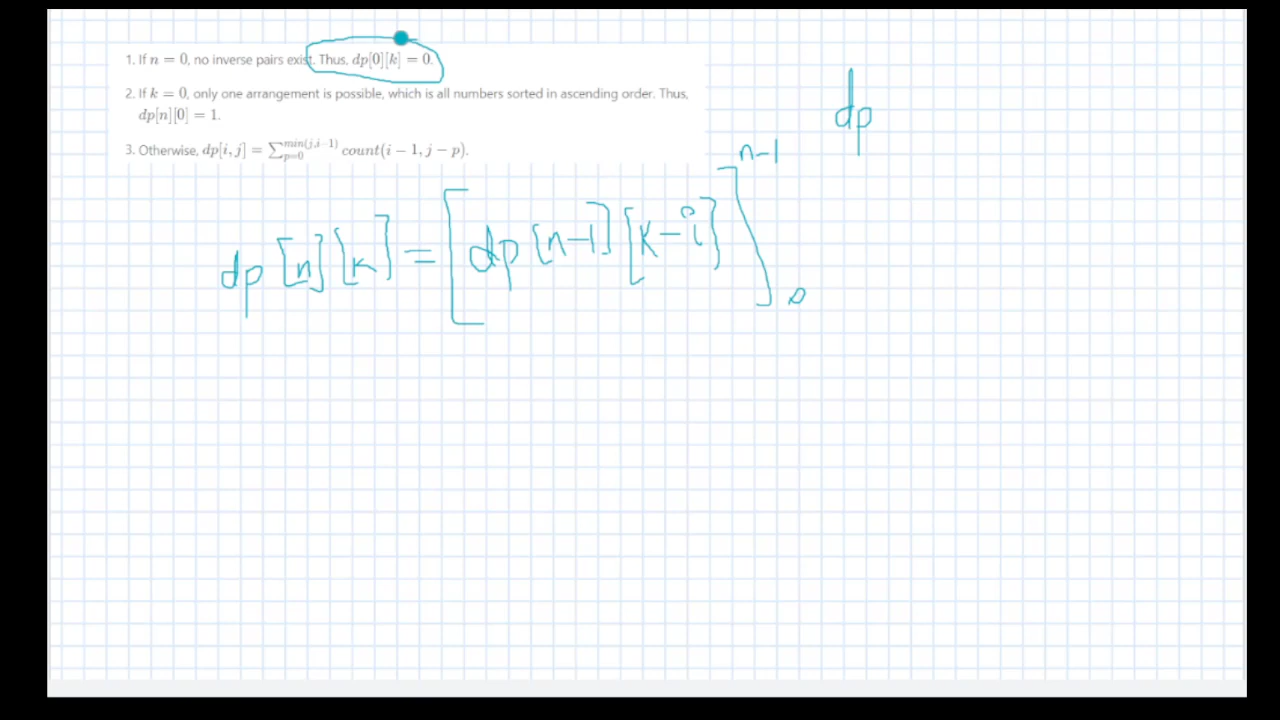 1. If n = 0, no inverse pairs exist. Thus, dp[0][k] = 0.
2. If k = 0, only one arrangement is possible, which is all numbers sorted in ascending order. Thus,
dp[n][0] = 1.
3. Otherwise, dp[i, j] = ∑_{p=0}^{min(j,i−1)} count(i − 1, j − p).
dp
n-1
dp [n][k] = [dp [n-1] [k-i]]
0